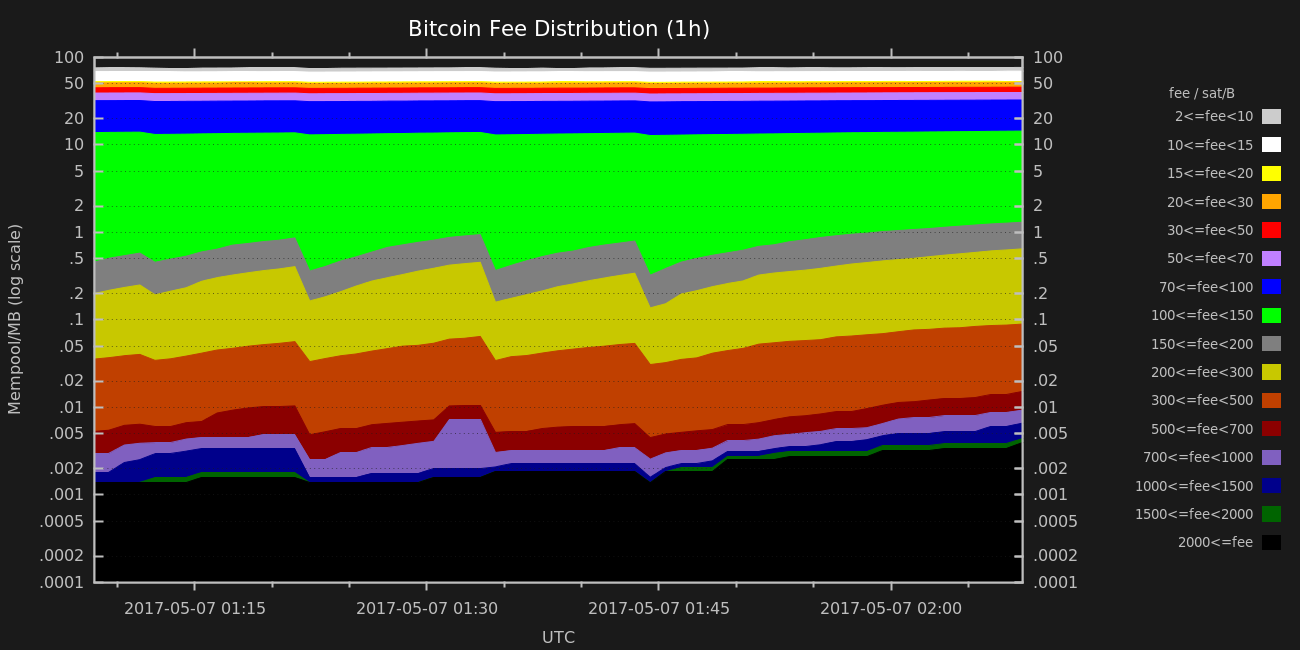 Bitcoin Fee Distribution (1h)
Mempool/MB (log scale)
100
50
20
10
5
2
1
.5
.2
.1
.05
.02
.01
.005
.002
.001
.0005
.0002
.0001
100
50
20
10
5
2
1
.5
.2
.1
.05
.02
.01
.005
.002
.001
.0005
.0002
.0001
2017-05-07 01:15 2017-05-07 01:30 2017-05-07 01:45 2017-05-07 02:00
UTC
fee / sat/B
2<=fee<10
10<=fee<15
15<=fee<20
20<=fee<30
30<=fee<50
50<=fee<70
70<=fee<100
100<=fee<150
150<=fee<200
200<=fee<300
300<=fee<500
500<=fee<700
700<=fee<1000
1000<=fee<1500
1500<=fee<2000
2000<=fee